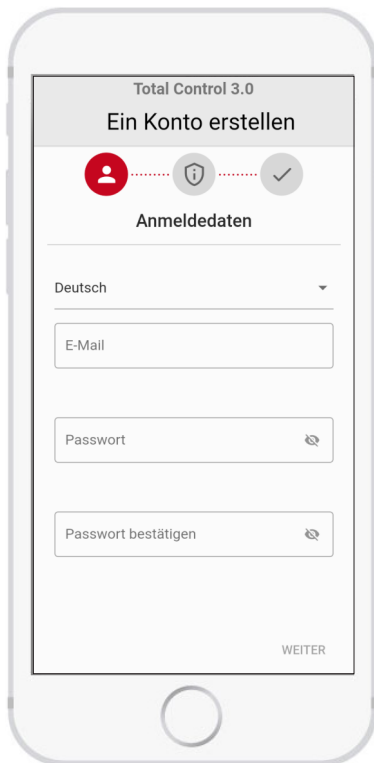 Total Control 3.0
Ein Konto erstellen
Anmeldedaten
Deutsch
E-Mail
Passwort
Passwort bestätigen
WEITER